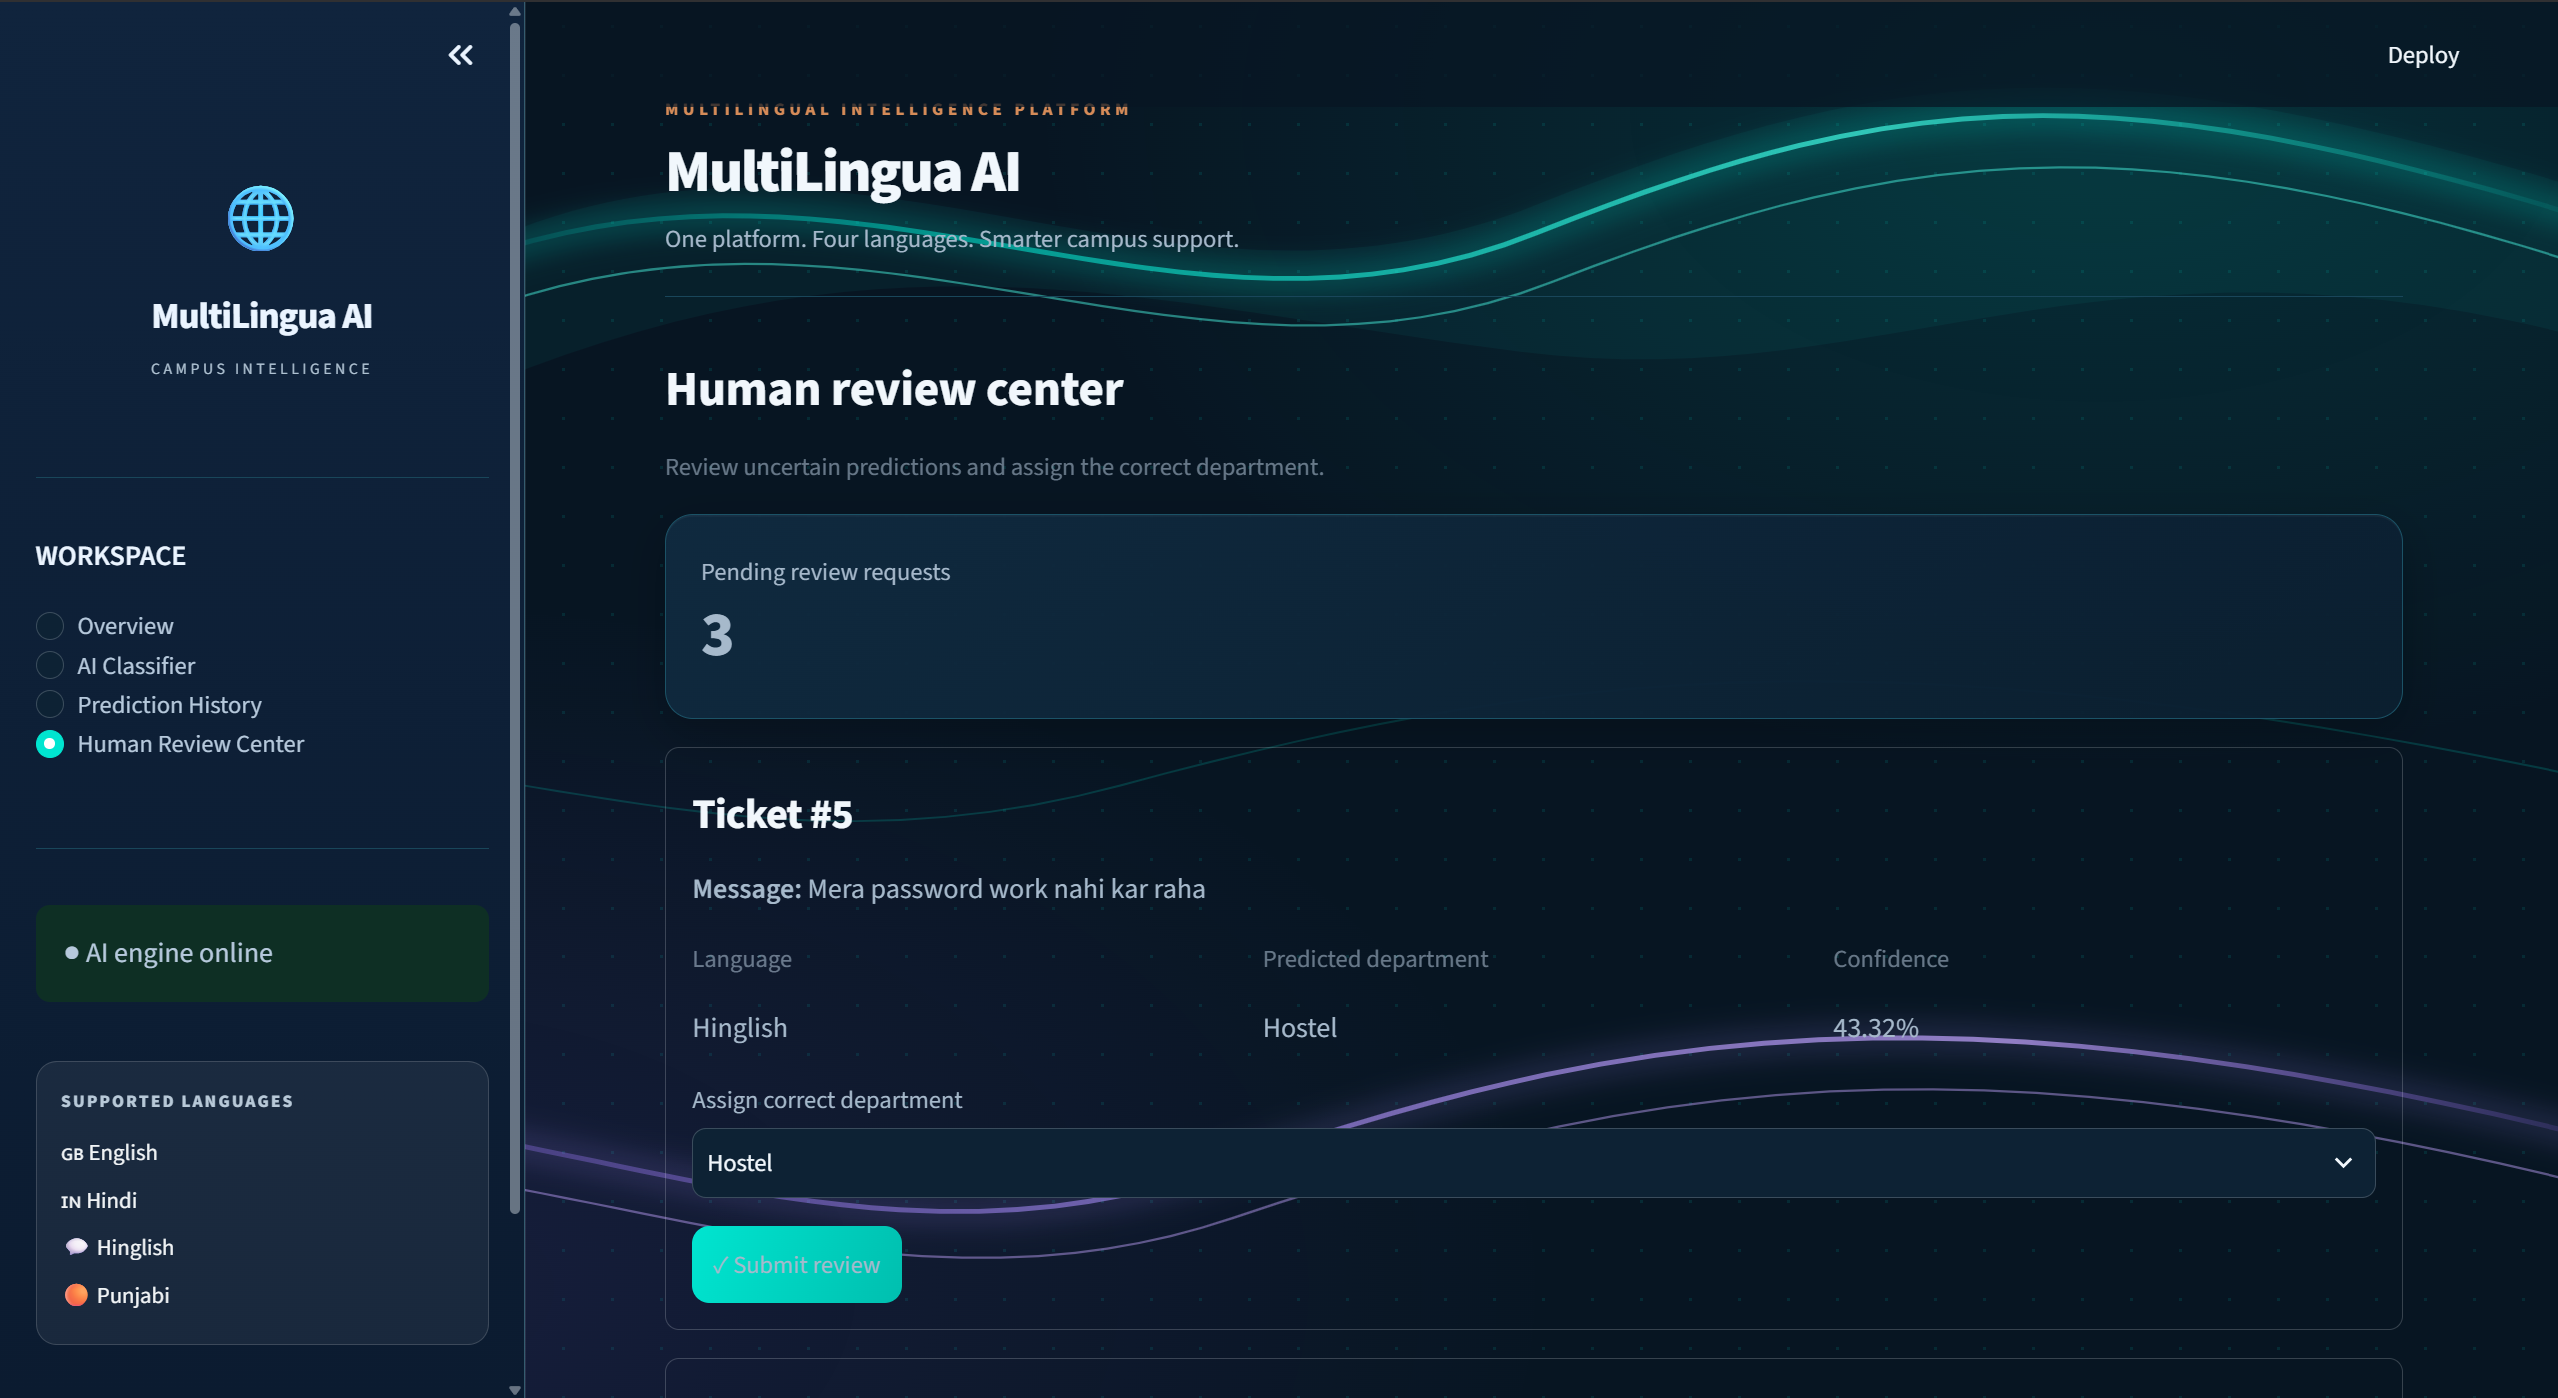 Deploy
MultiLingua AI
CAMPUS INTELLIGENCE
WORKSPACE
Overview
AI Classifier
Prediction History
Human Review Center
● AI engine online
SUPPORTED LANGUAGES
GB English
IN Hindi
💬 Hinglish
🟠 Punjabi
MULTILINGUAL INTELLIGENCE PLATFORM
MultiLingua AI
One platform. Four languages. Smarter campus support.
Human review center
Review uncertain predictions and assign the correct department.
Pending review requests
3
Ticket #5
Message: Mera password work nahi kar raha
Language Predicted department Confidence
Hinglish Hostel 43.32%
Assign correct department
Hostel
✓ Submit review